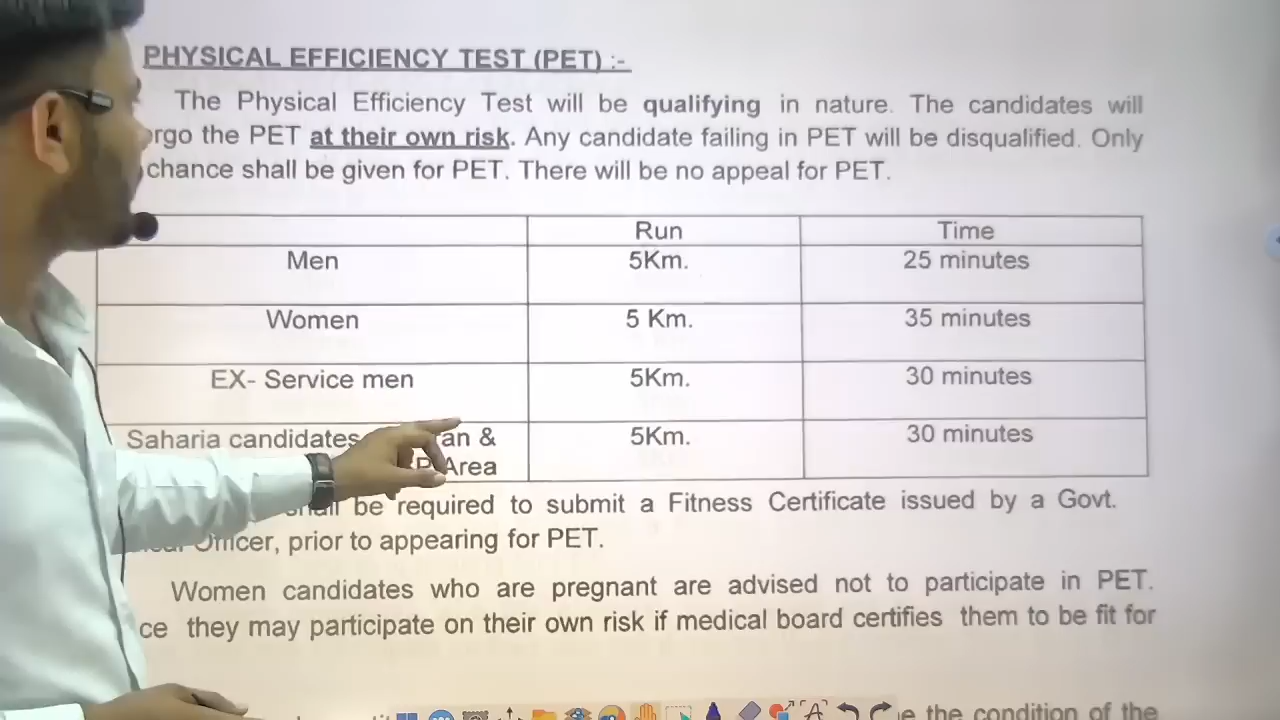 PHYSICAL EFFICIENCY TEST (PET) :-
The Physical Efficiency Test will be qualifying in nature. The candidates will
the PET at their own risk. Any candidate failing in PET will be disqualified. Only
chance shall be given for PET. There will be no appeal for PET.
Run Time
Men 5Km. 25 minutes
Women 5 Km. 35 minutes
EX- Service men 5Km. 30 minutes
Saharia candidates & 5Km. 30 minutes
Area
be required to submit a Fitness Certificate issued by a Govt.
Officer, prior to appearing for PET.
Women candidates who are pregnant are advised not to participate in PET.
they may participate on their own risk if medical board certifies them to be fit for
the condition of the